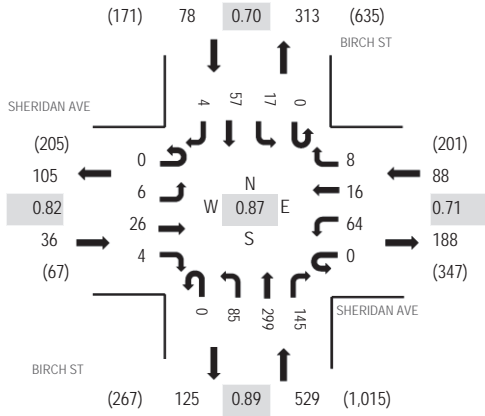 (171) 78 0.70 313 (635)
BIRCH ST
4 57 17 0
SHERIDAN AVE
(205) (201)
0 8
105 88
6 16
N
0.82 W 0.87 E 0.71
26 64
S
36 188
4 0
(67) (347)
0 85 299 145
SHERIDAN AVE
BIRCH ST
(267) 125 0.89 529 (1,015)